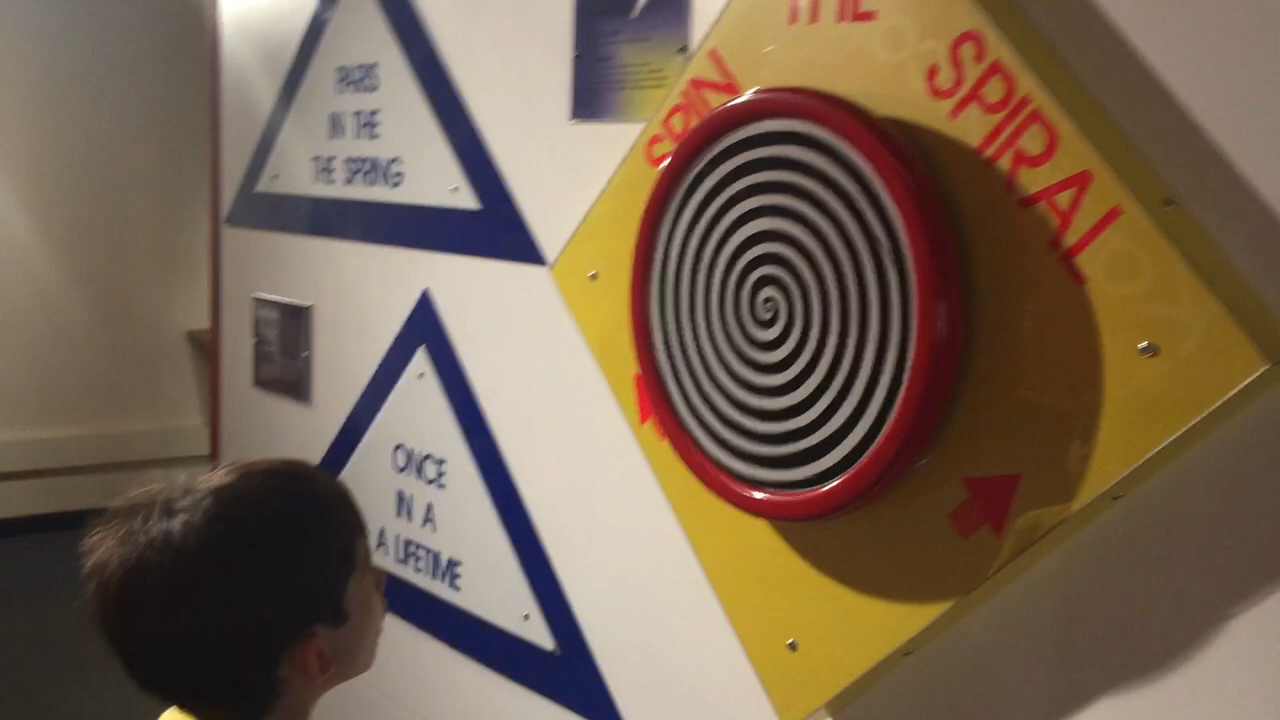 PARIS
IN THE
THE SPRING
ONCE
IN A
A LIFETIME
SPIN
THE
SPIRAL